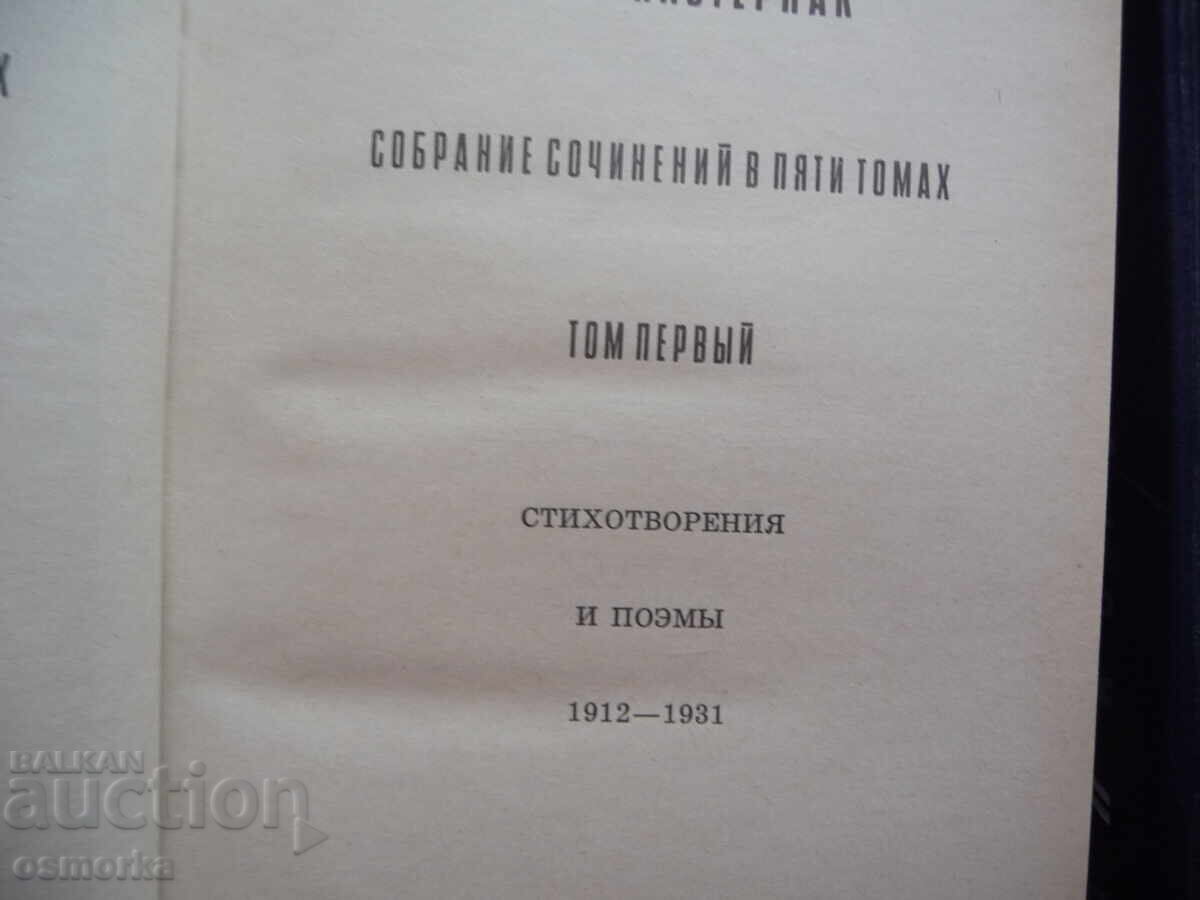 СОБРАНИЕ СОЧИНЕНИЙ В ПЯТИ ТОМАХ
ТОМ ПЕРВЫЙ
СТИХОТВОРЕНИЯ
И ПОЭМЫ
1912—1931
BALKAN
auction
osmorka